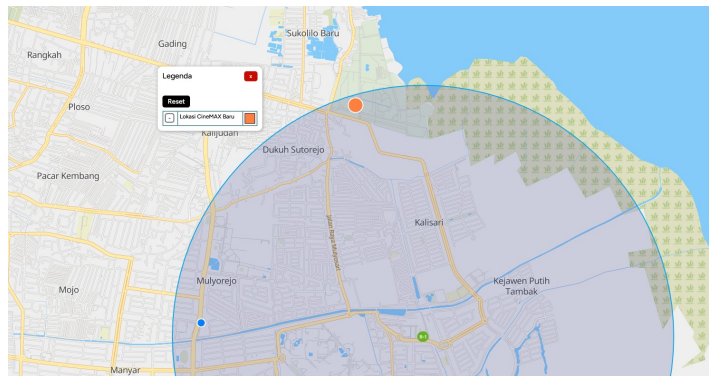 Sukolilo Baru
Gading
Rangkah
Legenda
x
Reset
-
Lokasi CineMAX Baru
Ploso
Kalijudan
Dukuh Sutorejo
Pacar Kembang
Kalisari
Jalan Raya Mulyosari
Mulyorejo
Kejawen Putih
Tambak
Mojo
Manyar